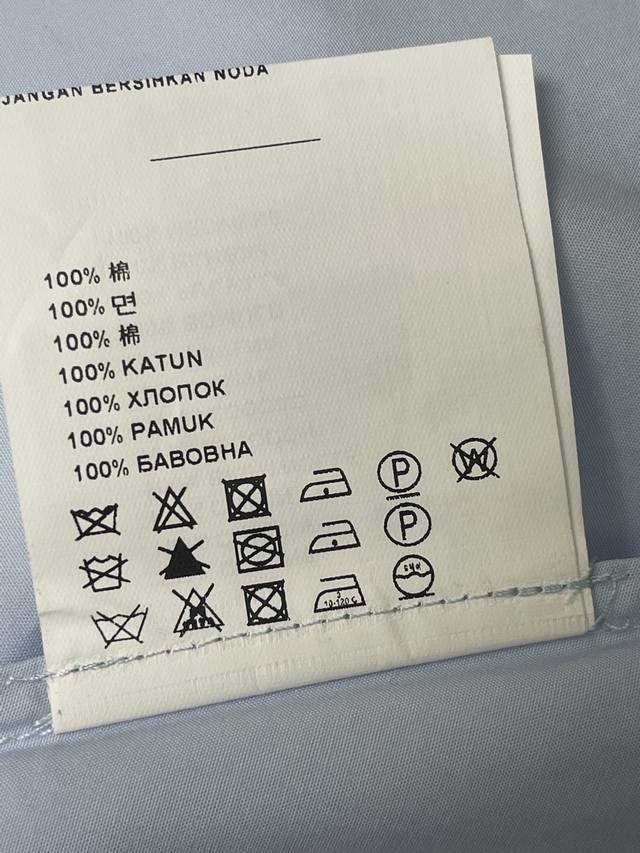 JANGAN BERSIHKAN NODA
100% 棉
100% 면
100% 棉
100% KATUN
100% ХЛОПОК
100% PAMUK
100% БАВОВНА
P W
P